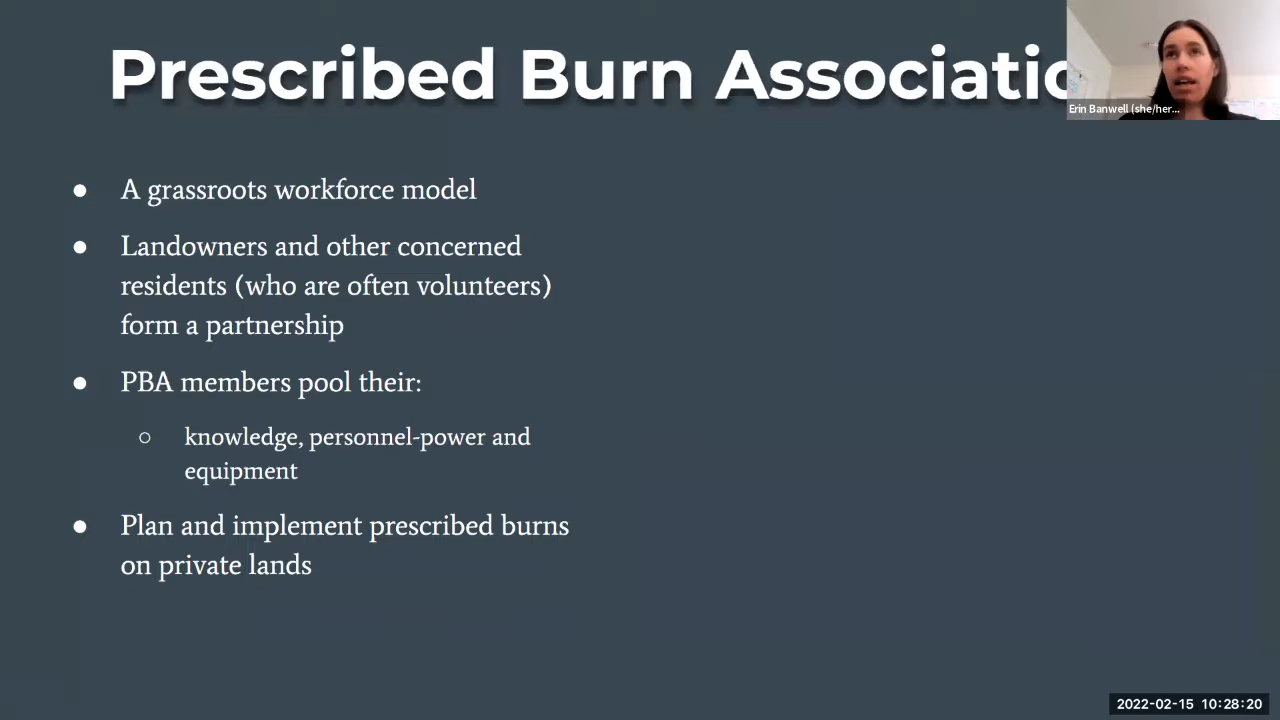 Prescribed Burn Associatio
Erin Banwell (she/her...
● A grassroots workforce model
● Landowners and other concerned
residents (who are often volunteers)
form a partnership
● PBA members pool their:
○ knowledge, personnel-power and
equipment
● Plan and implement prescribed burns
on private lands
2022-02-15 10:28:20